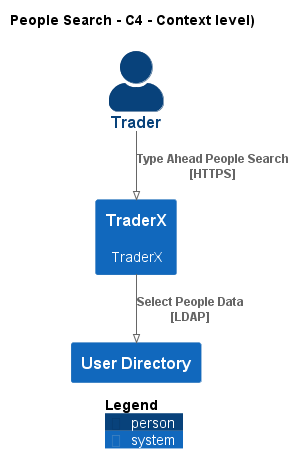 People Search - C4 - Context level)
Trader
Type Ahead People Search
[HTTPS]
TraderX
TraderX
Select People Data
[LDAP]
User Directory
Legend
person
system